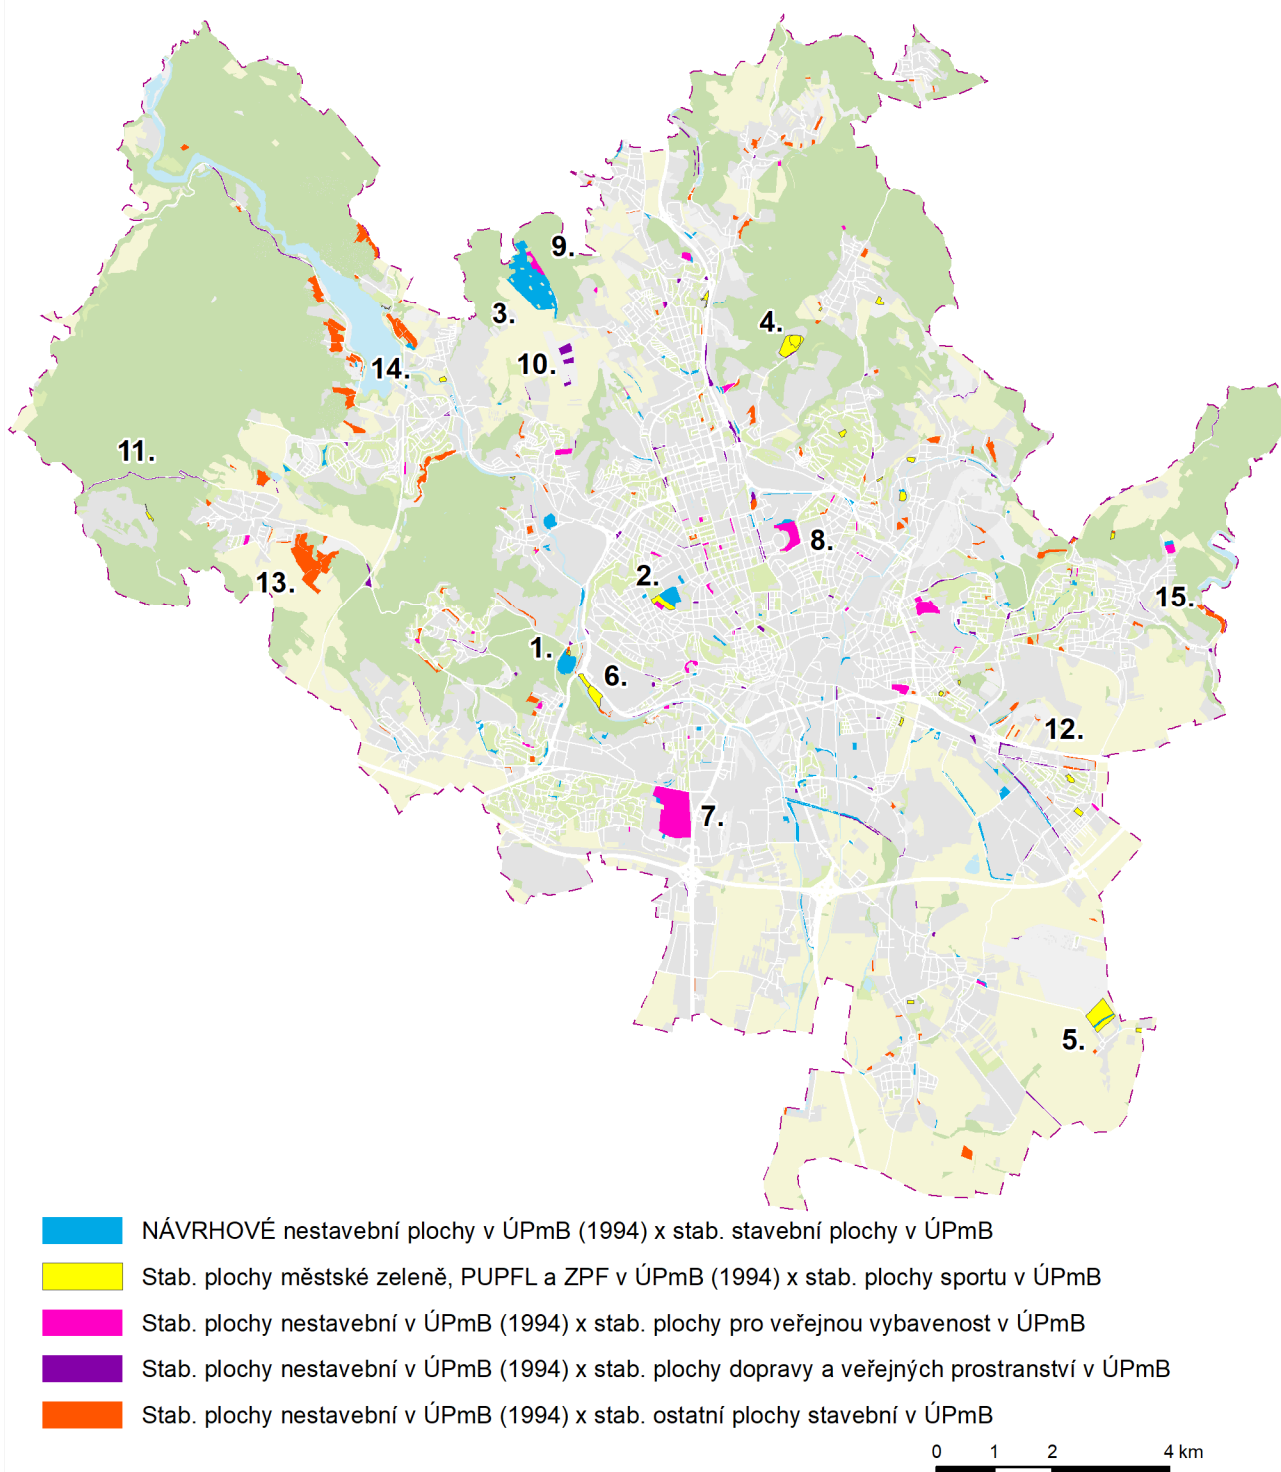 9.
3.
4.
10.
14.
11.
8.
2.
13.
15.
1.
6.
12.
7.
5.
NÁVRHOVÉ nestavební plochy v ÚPmB (1994) x stab. stavební plochy v ÚPmB
Stab. plochy městské zeleně, PUPFL a ZPF v ÚPmB (1994) x stab. plochy sportu v ÚPmB
Stab. plochy nestavební v ÚPmB (1994) x stab. plochy pro veřejnou vybavenost v ÚPmB
Stab. plochy nestavební v ÚPmB (1994) x stab. plochy dopravy a veřejných prostranství v ÚPmB
Stab. plochy nestavební v ÚPmB (1994) x stab. ostatní plochy stavební v ÚPmB
0 1 2 4 km